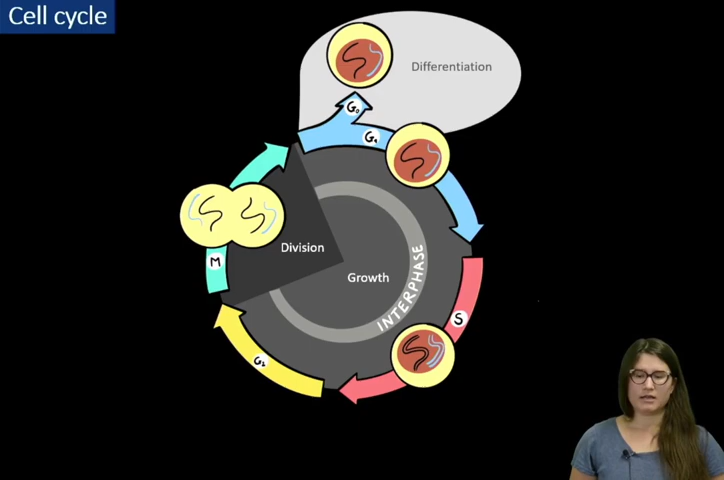 Cell cycle
Differentiation
G₀
G₁
Division
M
Growth
INTERPHASE
S
G₂